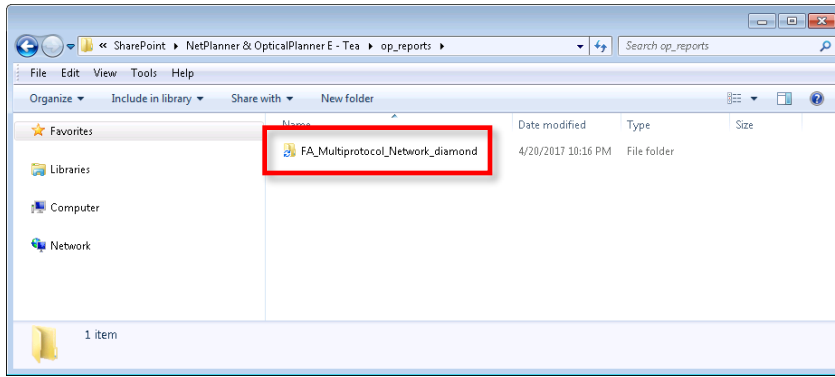 « SharePoint ▸ NetPlanner & OpticalPlanner E - Tea ▸ op_reports ▸ Search op_reports
File Edit View Tools Help
Organize Include in library Share with New folder
Name Date modified Type Size
Favorites
FA_Multiprotocol_Network_diamond 4/20/2017 10:16 PM File folder
Libraries
Computer
Network
1 item